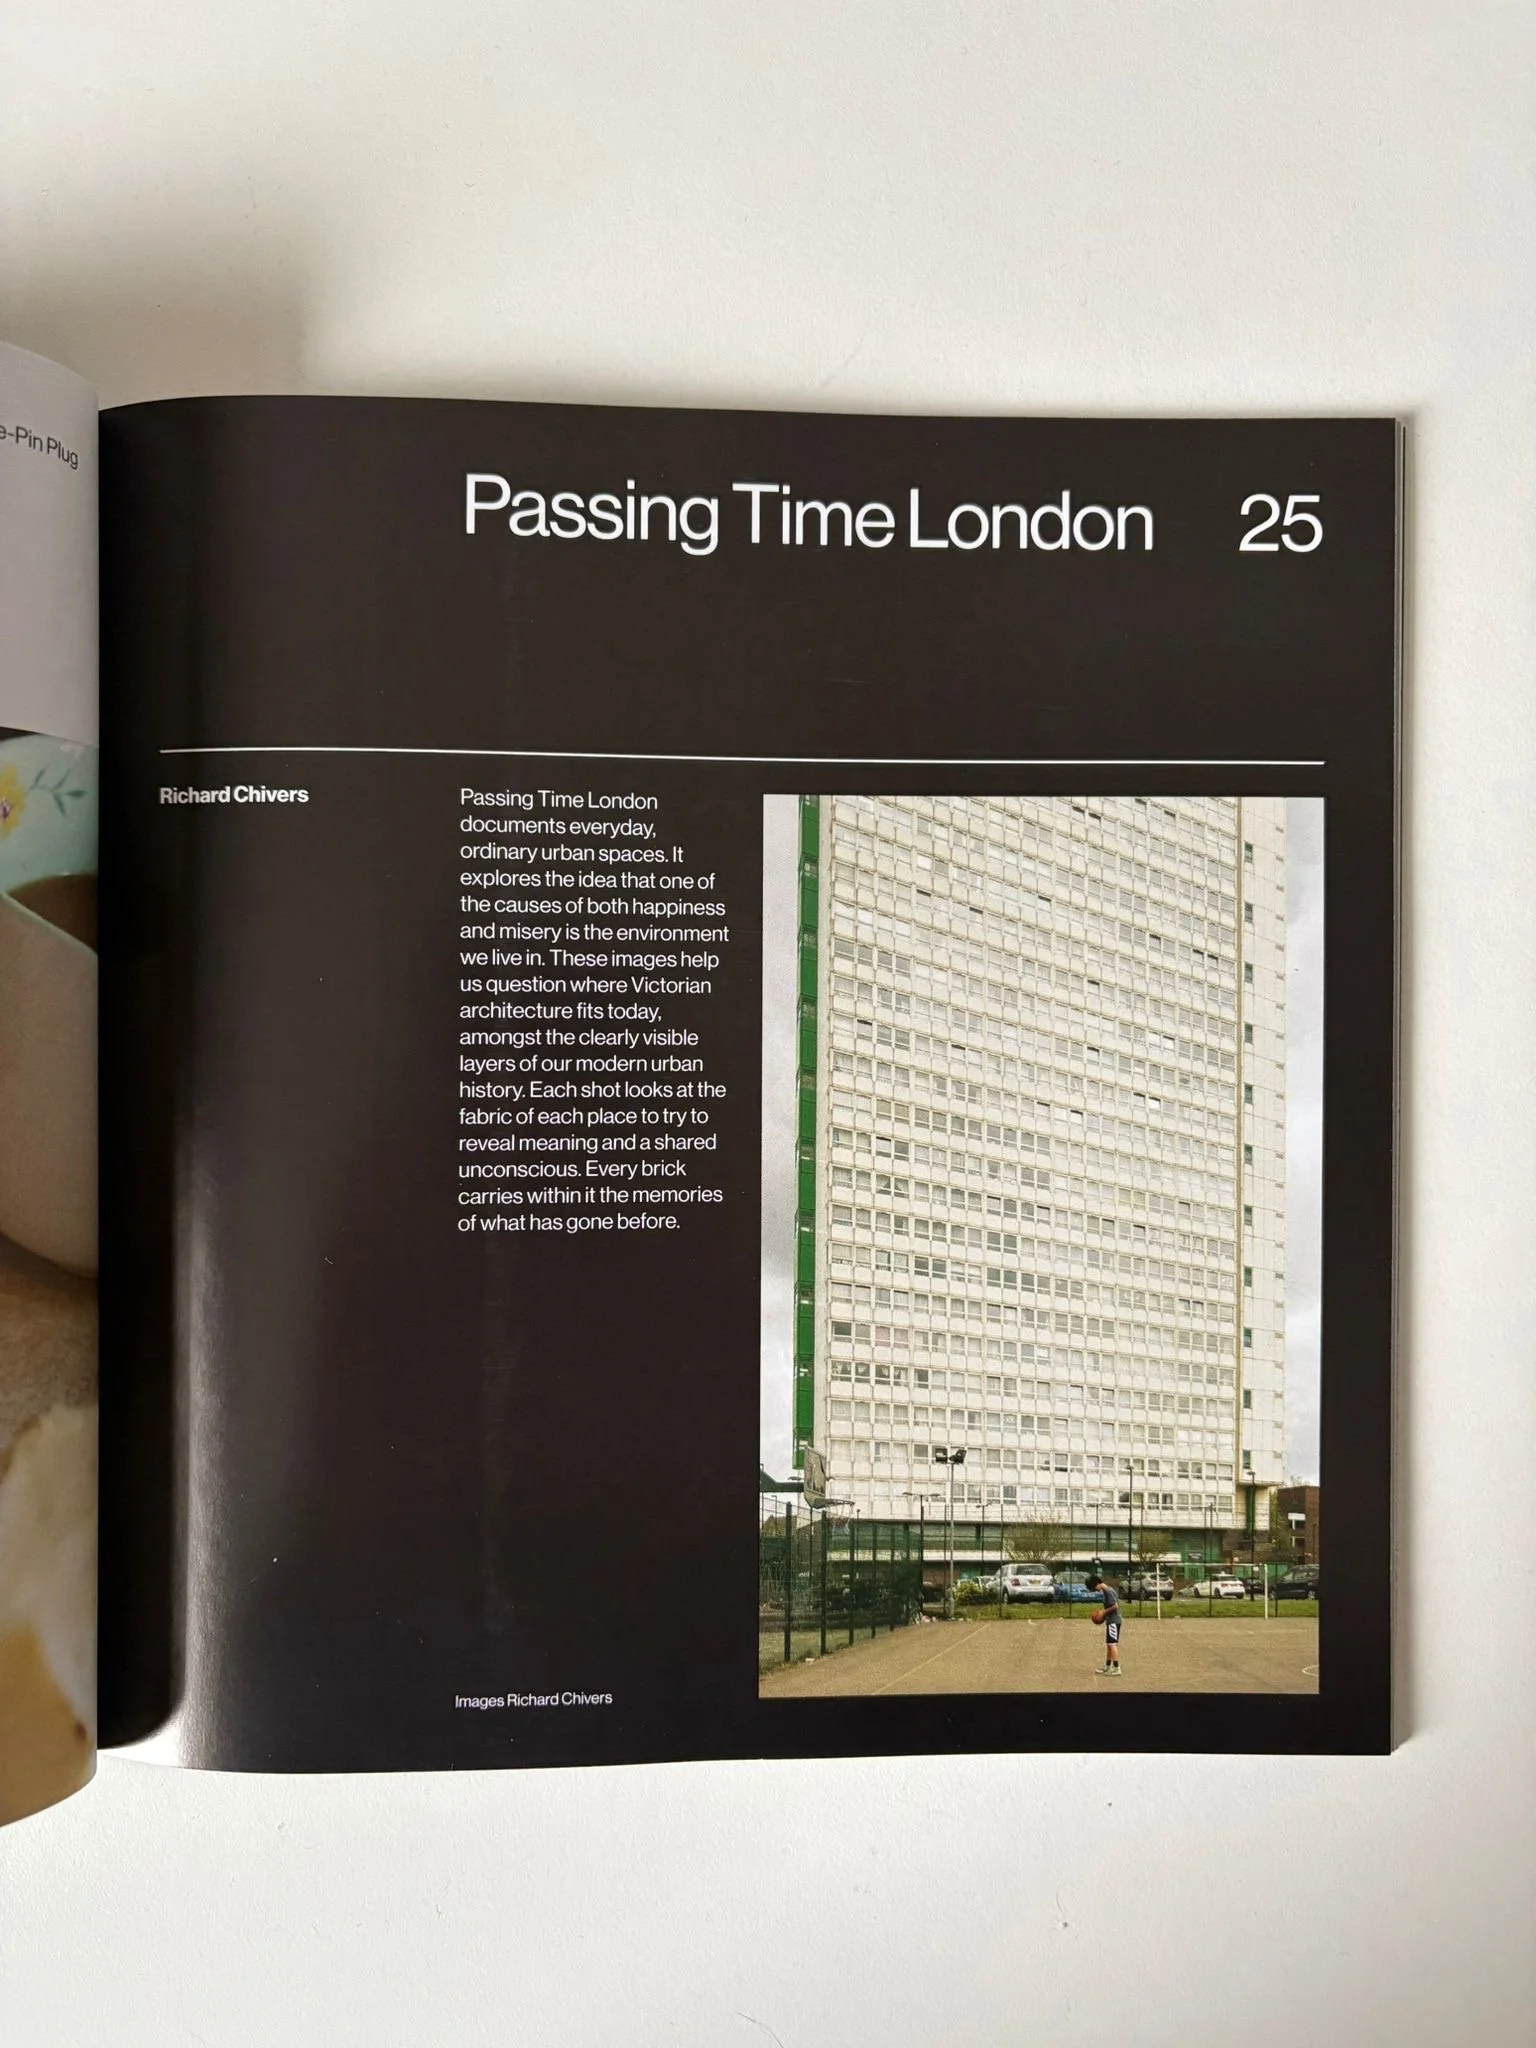 e-Pin Plug
Passing Time London 25
Richard Chivers
Passing Time London
documents everyday,
ordinary urban spaces. It
explores the idea that one of
the causes of both happiness
and misery is the environment
we live in. These images help
us question where Victorian
architecture fits today,
amongst the clearly visible
layers of our modern urban
history. Each shot looks at the
fabric of each place to try to
reveal meaning and a shared
unconscious. Every brick
carries within it the memories
of what has gone before.
Images Richard Chivers